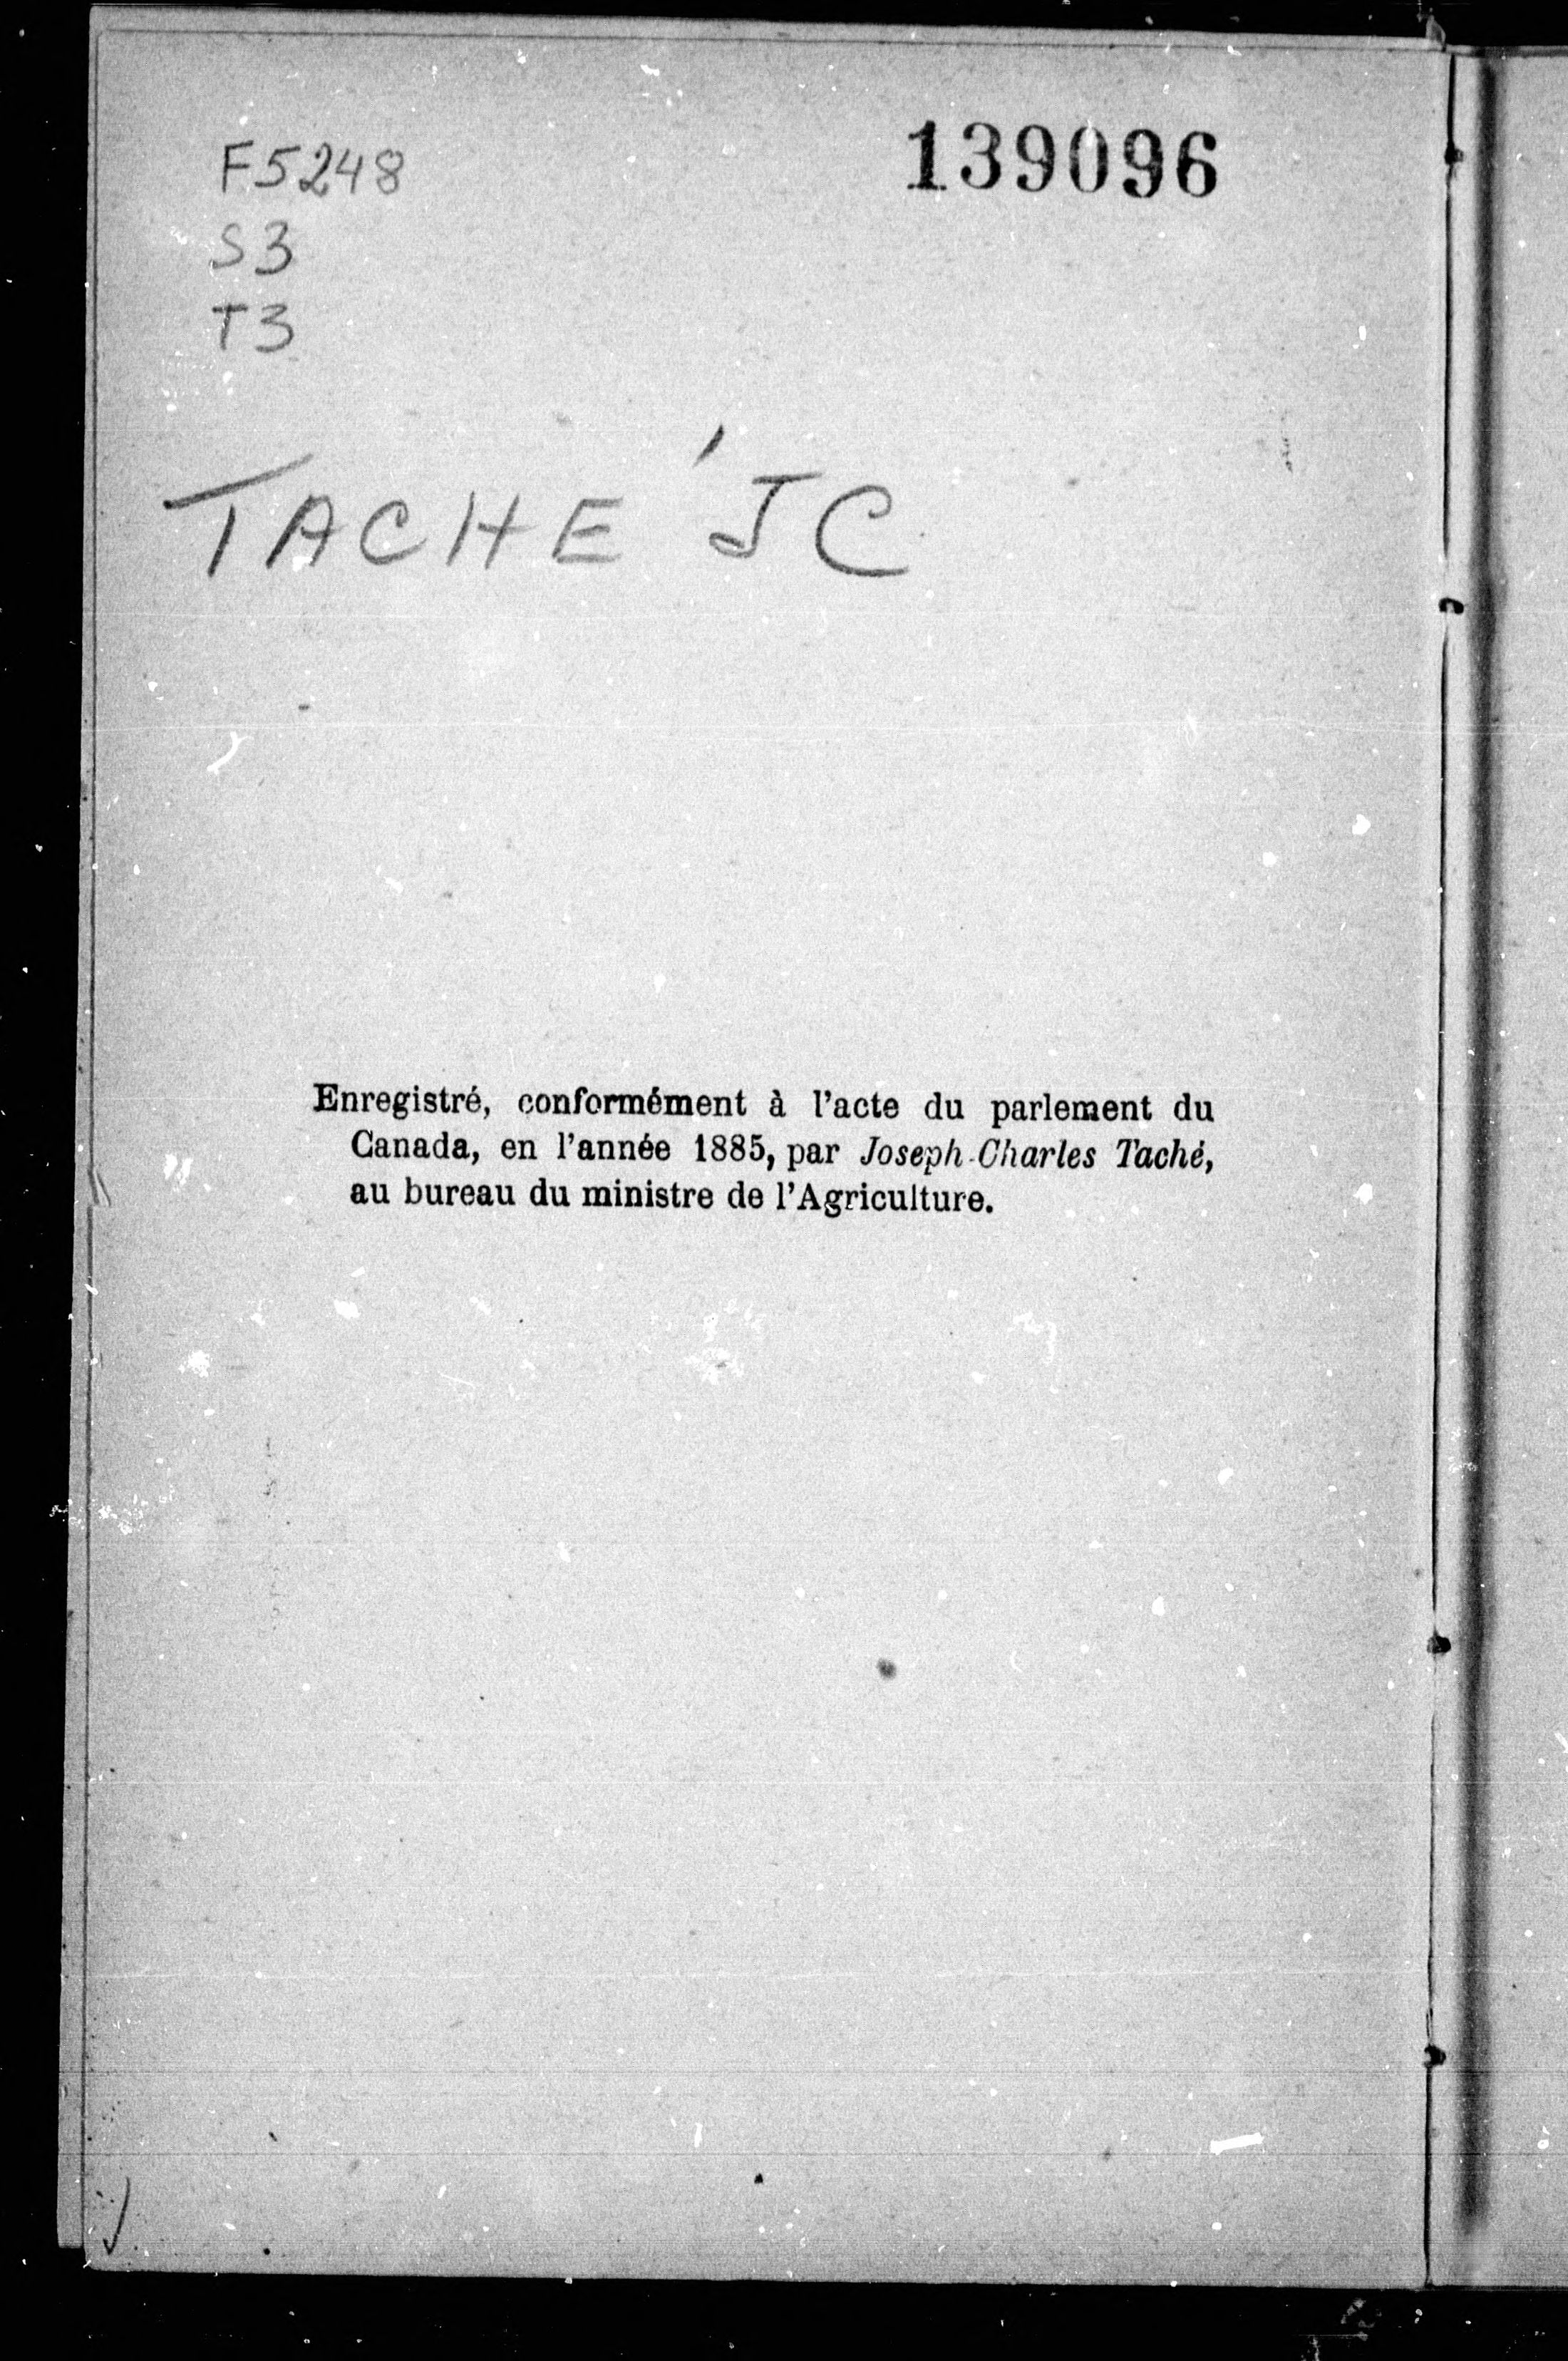 F5248
139096
S3
T3
TACHÉ JC
Enregistré, conformément à l'acte du parlement du
Canada, en l'année 1885, par Joseph-Charles Taché,
au bureau du ministre de l'Agriculture.